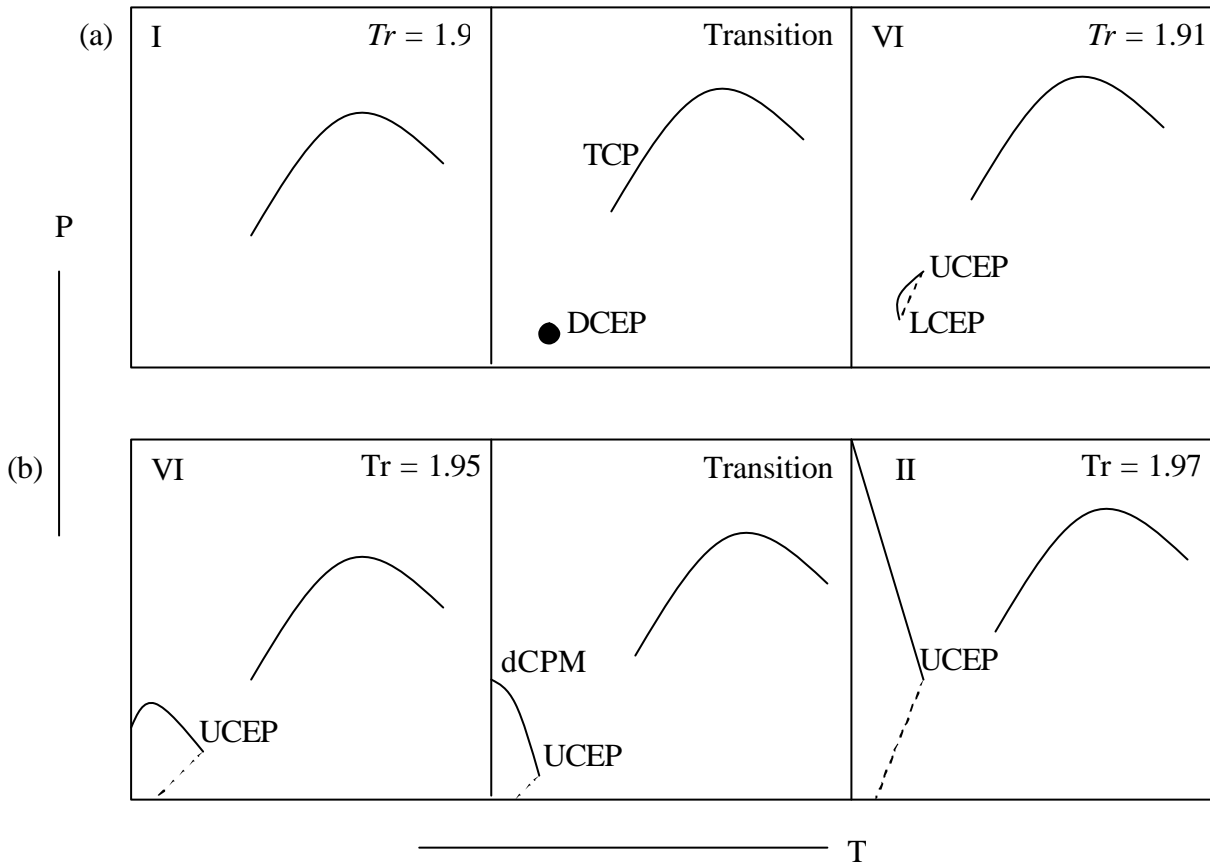 (a) I Tr = 1.9 Transition VI Tr = 1.91
TCP
P
UCEP
DCEP LCEP
(b) VI Tr = 1.95 Transition II Tr = 1.97
dCPM UCEP
UCEP UCEP
T